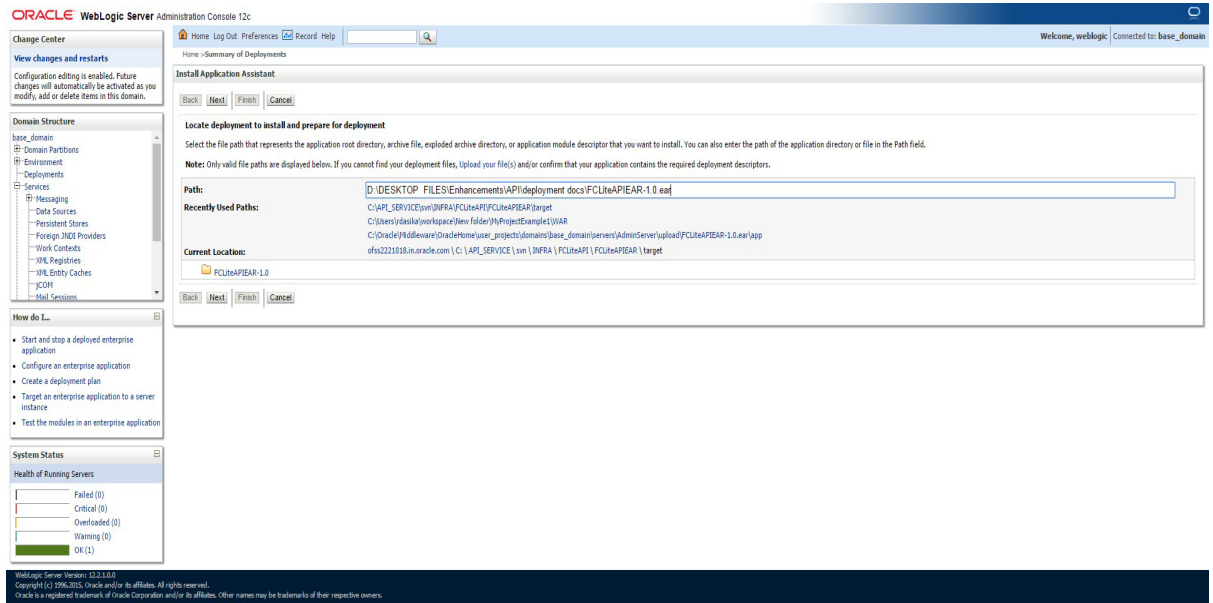 ORACLE WebLogic Server Administration Console 12c
Change Center
View changes and restarts
Configuration editing is enabled. Future
changes will automatically be activated as you
modify, add or delete items in this domain.
Domain Structure
base_domain
Domain Partitions
Environment
Deployments
Services
Messaging
Data Sources
Persistent Stores
Foreign JNDI Providers
Work Contexts
XML Registries
XML Entity Caches
jCOM
Mail Sessions
How do I...
Start and stop a deployed enterprise
application
Configure an enterprise application
Create a deployment plan
Target an enterprise application to a server
instance
Test the modules in an enterprise application
System Status
Health of Running Servers
Failed (0)
Critical (0)
Overloaded (0)
Warning (0)
OK (1)
Home Log Out Preferences Record Help
Welcome, weblogic Connected to: base_domain
Home >Summary of Deployments
Install Application Assistant
Back Next Finish Cancel
Locate deployment to install and prepare for deployment
Select the file path that represents the application root directory, archive file, exploded archive directory, or application module descriptor that you want to install. You can also enter the path of the application directory or file in the Path field.
Note: Only valid file paths are displayed below. If you cannot find your deployment files, Upload your file(s) and/or confirm that your application contains the required deployment descriptors.
Path: D:\DESKTOP FILES\Enhancements\API\deployment docs\FCLiteAPIEAR-1.0.ear
Recently Used Paths: C:\API_SERVICE\svn\INFRA\FCLiteAPI\FCLiteAPIEAR\target
C:\Users\rdasika\workspace\New folder\MyProjectExample1\WAR
C:\Oracle\Middleware\OracleHome\user_projects\domains\base_domain\servers\AdminServer\upload\FCLiteAPIEAR-1.0.ear\app
Current Location: ofss2221018.in.oracle.com \ C: \ API_SERVICE \ svn \ INFRA \ FCLiteAPI \ FCLiteAPIEAR \ target
FCLiteAPIEAR-1.0
Back Next Finish Cancel
WebLogic Server Version: 12.2.1.0.0
Copyright (c) 1996,2015, Oracle and/or its affiliates. All rights reserved.
Oracle is a registered trademark of Oracle Corporation and/or its affiliates. Other names may be trademarks of their respective owners.